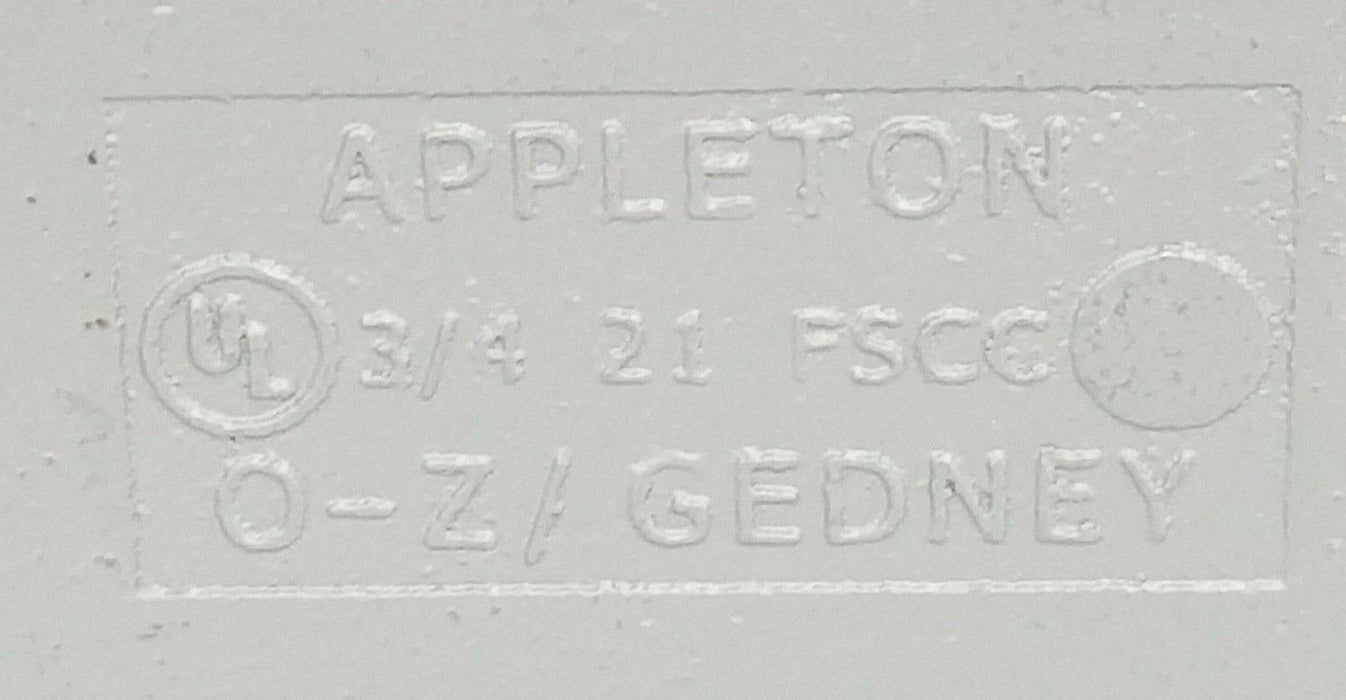 APPLETON
UL 3/4 21 FSCC
O-Z/GEDNEY